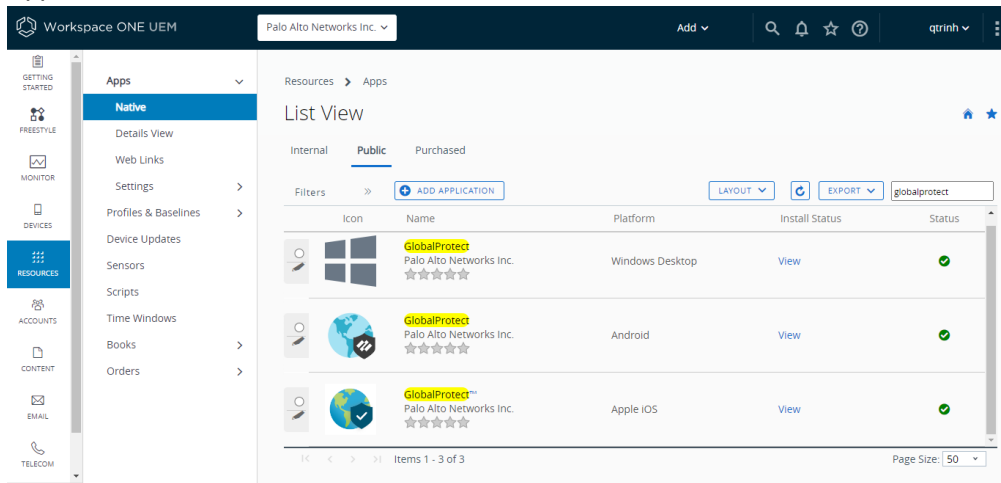 Workspace ONE UEM
Palo Alto Networks Inc.
Add
qtrinh
GETTING
STARTED
FREESTYLE
MONITOR
DEVICES
RESOURCES
ACCOUNTS
CONTENT
EMAIL
TELECOM
Apps
Native
Details View
Web Links
Settings
Profiles & Baselines
Device Updates
Sensors
Scripts
Time Windows
Books
Orders
Resources > Apps
List View
Internal Public Purchased
Filters » ADD APPLICATION LAYOUT EXPORT globalprotect
Icon Name Platform Install Status Status
GlobalProtect
Palo Alto Networks Inc. Windows Desktop View
GlobalProtect
Palo Alto Networks Inc. Android View
GlobalProtect™
Palo Alto Networks Inc. Apple iOS View
Items 1 - 3 of 3 Page Size: 50